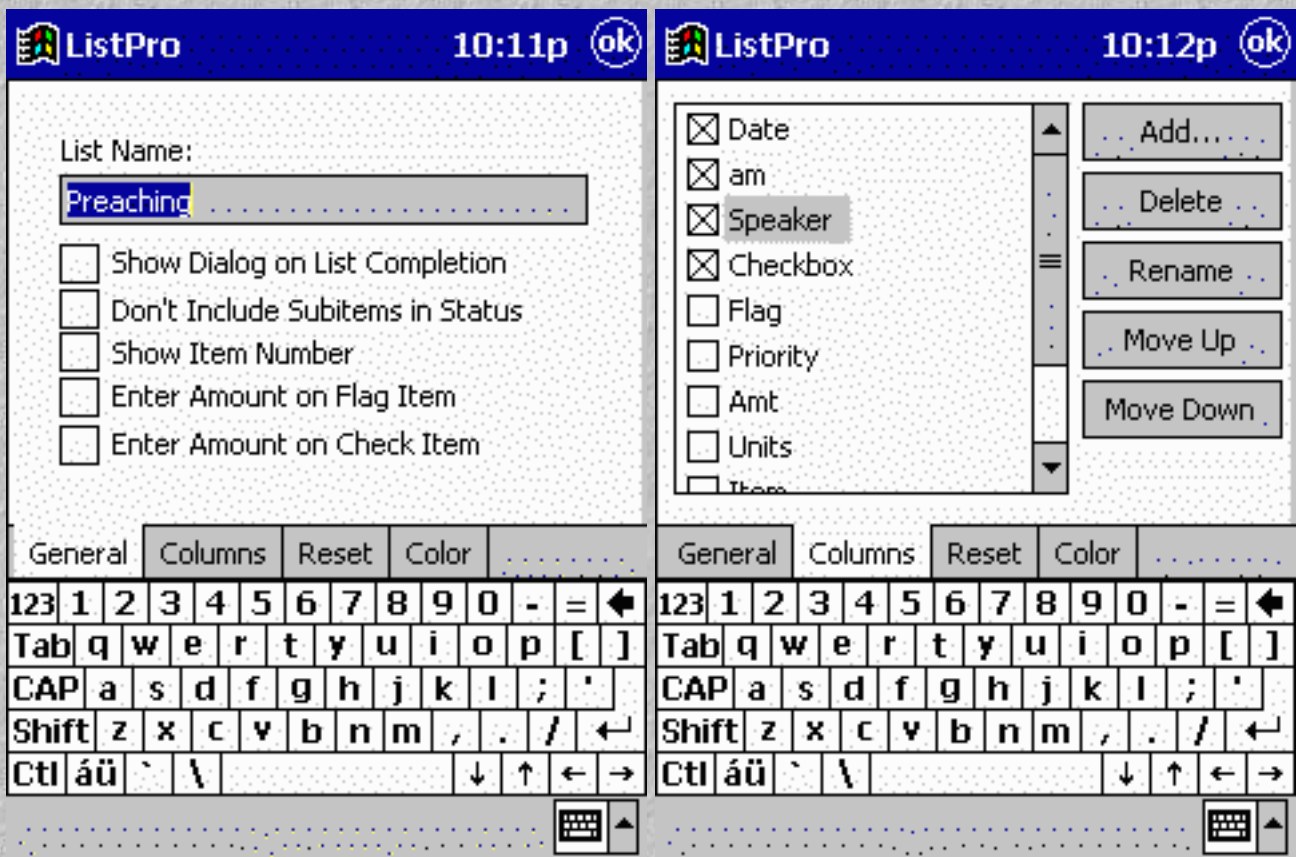 ListPro 10:11p ok
List Name:
Preaching
Show Dialog on List Completion
Don't Include Subitems in Status
Show Item Number
Enter Amount on Flag Item
Enter Amount on Check Item
General Columns Reset Color
123 1 2 3 4 5 6 7 8 9 0 - =
Tab q w e r t y u i o p [ ]
CAP a s d f g h j k l ; '
Shift z x c v b n m , . /
Ctl áü ` \
ListPro 10:12p ok
Date
am
Speaker
Checkbox
Flag
Priority
Amt
Units
Item
Add...
Delete
Rename
Move Up
Move Down
General Columns Reset Color
123 1 2 3 4 5 6 7 8 9 0 - =
Tab q w e r t y u i o p [ ]
CAP a s d f g h j k l ; '
Shift z x c v b n m , . /
Ctl áü ` \